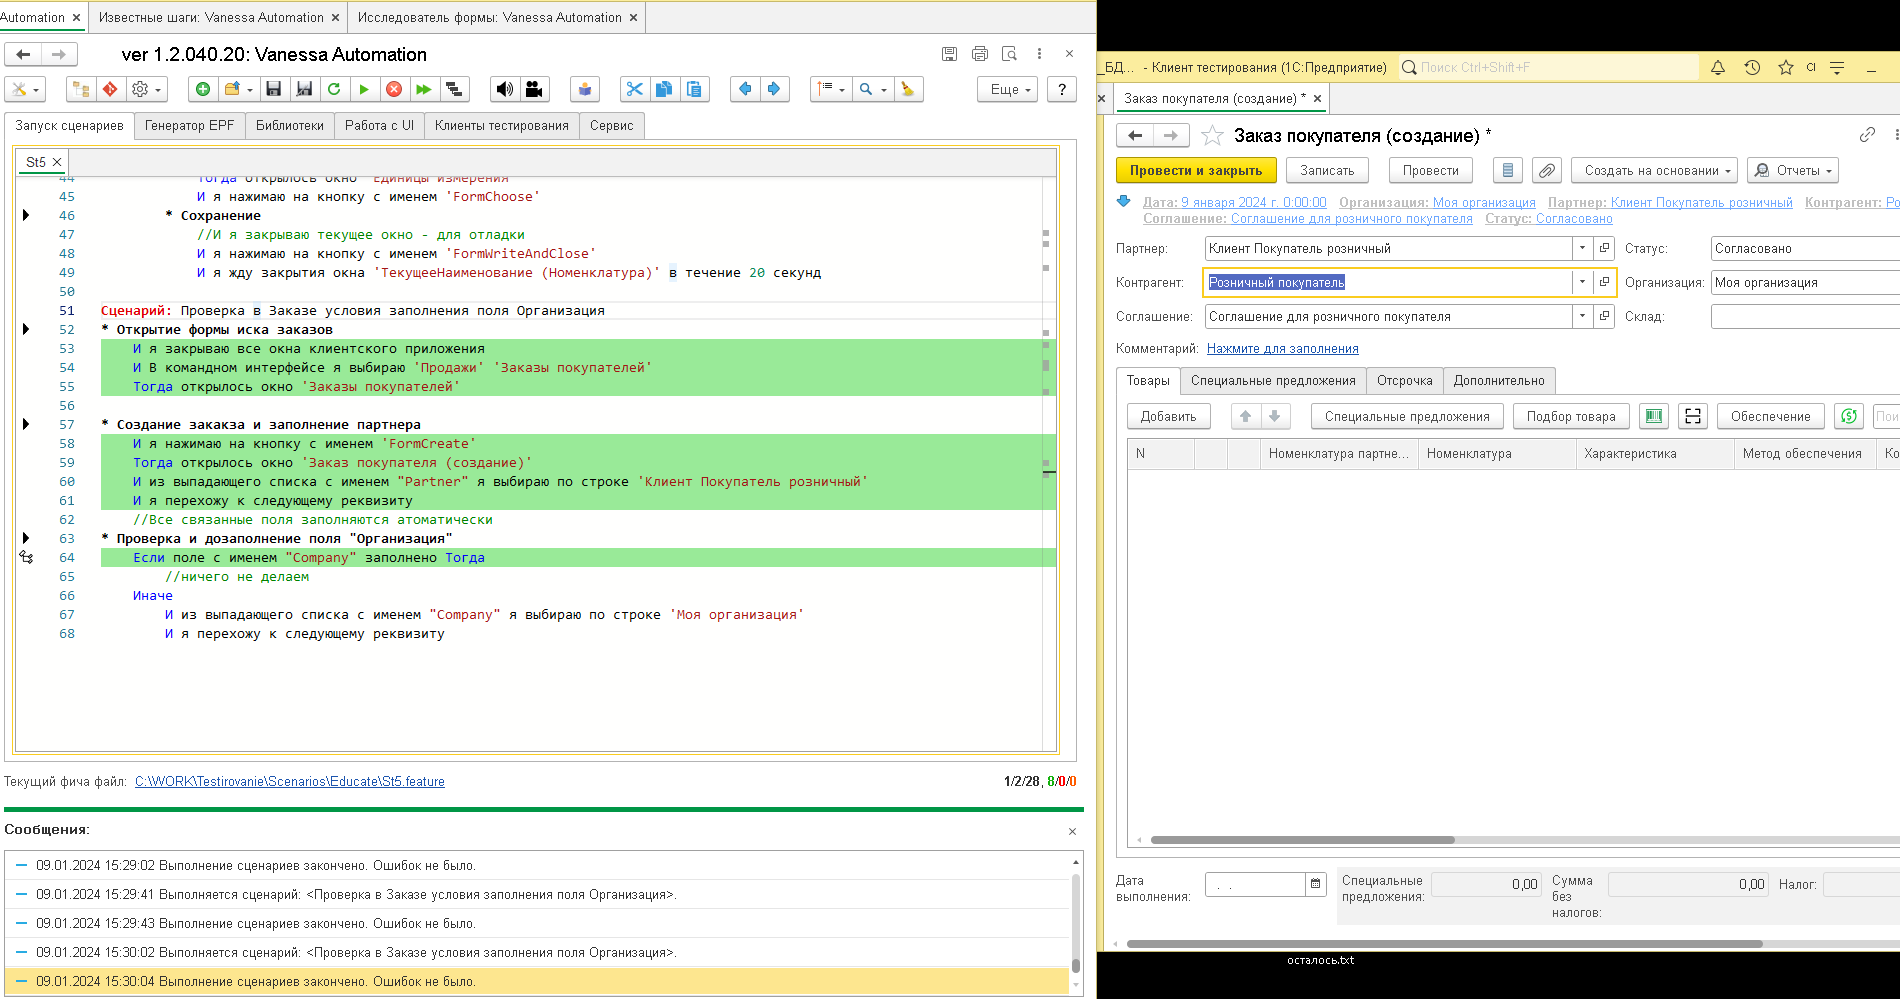 Automation ×
Известные шаги: Vanessa Automation ×
Исследователь формы: Vanessa Automation ×
ver 1.2.040.20: Vanessa Automation
Еще
?
Запуск сценариев
Генератор EPF
Библиотеки
Работа с UI
Клиенты тестирования
Сервис
St5 ×
44 Тогда открылось окно 'Единицы измерения'
45 И я нажимаю на кнопку с именем 'FormChoose'
46 * Сохранение
47 //И я закрываю текущее окно - для отладки
48 И я нажимаю на кнопку с именем 'FormWriteAndClose'
49 И я жду закрытия окна 'ТекущееНаименование (Номенклатура)' в течение 20 секунд
50
51 Сценарий: Проверка в Заказе условия заполнения поля Организация
52 * Открытие формы иска заказов
53 И я закрываю все окна клиентского приложения
54 И В командном интерфейсе я выбираю 'Продажи' 'Заказы покупателей'
55 Тогда открылось окно 'Заказы покупателей'
56
57 * Создание закакза и заполнение партнера
58 И я нажимаю на кнопку с именем 'FormCreate'
59 Тогда открылось окно 'Заказ покупателя (создание)'
60 И из выпадающего списка с именем "Partner" я выбираю по строке 'Клиент Покупатель розничный'
61 И я перехожу к следующему реквизиту
62 //Все связанные поля заполняются атоматически
63 * Проверка и дозаполнение поля "Организация"
64 Если поле с именем "Company" заполнено Тогда
65 //ничего не делаем
66 Иначе
67 И из выпадающего списка с именем "Company" я выбираю по строке 'Моя организация'
68 И я перехожу к следующему реквизиту
Текущий фича файл: C:\WORK\Testirovanie\Scenarios\Educate\St5.feature
1/2/28, 8/0/0
Сообщения:
09.01.2024 15:29:02 Выполнение сценариев закончено. Ошибок не было.
09.01.2024 15:29:41 Выполняется сценарий: <Проверка в Заказе условия заполнения поля Организация>.
09.01.2024 15:29:43 Выполнение сценариев закончено. Ошибок не было.
09.01.2024 15:30:02 Выполняется сценарий: <Проверка в Заказе условия заполнения поля Организация>.
09.01.2024 15:30:04 Выполнение сценариев закончено. Ошибок не было.
_БД... - Клиент тестирования (1С:Предприятие)
Поиск Ctrl+Shift+F
CI
Заказ покупателя (создание) * ×
Заказ покупателя (создание) *
Провести и закрыть
Записать
Провести
Создать на основании
Отчеты
Дата: 9 января 2024 г. 0:00:00 Организация: Моя организация Партнер: Клиент Покупатель розничный Контрагент: Ро
Соглашение: Соглашение для розничного покупателя Статус: Согласовано
Партнер: Клиент Покупатель розничный
Статус: Согласовано
Контрагент: Розничный покупатель
Организация: Моя организация
Соглашение: Соглашение для розничного покупателя
Склад:
Комментарий: Нажмите для заполнения
Товары
Специальные предложения
Отсрочка
Дополнительно
Добавить
Специальные предложения
Подбор товара
Обеспечение
Пои
N
Номенклатура партне...
Номенклатура
Характеристика
Метод обеспечения
Ко
Дата
выполнения:
. .
Специальные
предложения:
0,00
Сумма
без
налогов:
0,00
Налог:
осталось.txt